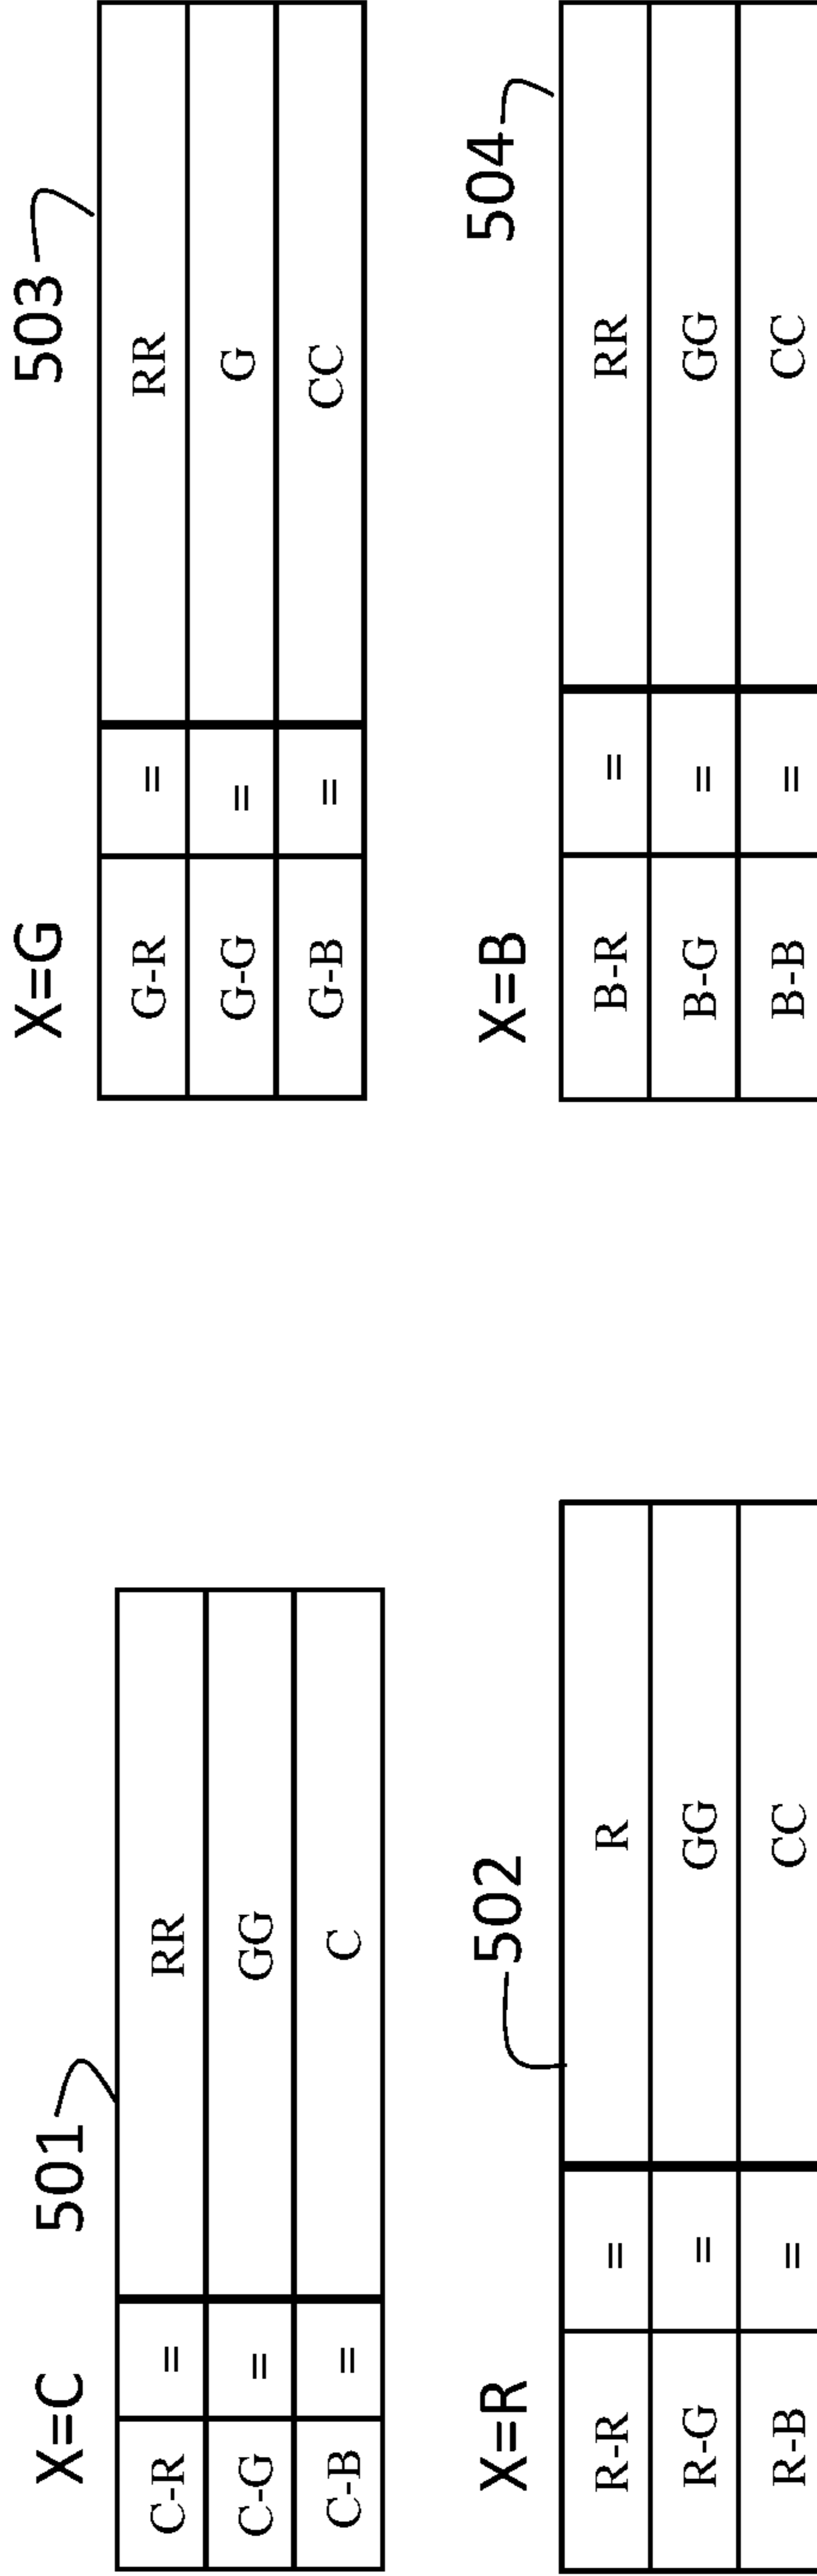 X=C
501
C-R = RR
C-G = GG
C-B = C
X=R
502
R-R = R
R-G = GG
R-B = CC
X=G
503
G-R = RR
G-G = G
G-B = CC
X=B
504
B-R = RR
B-G = GG
B-B = CC